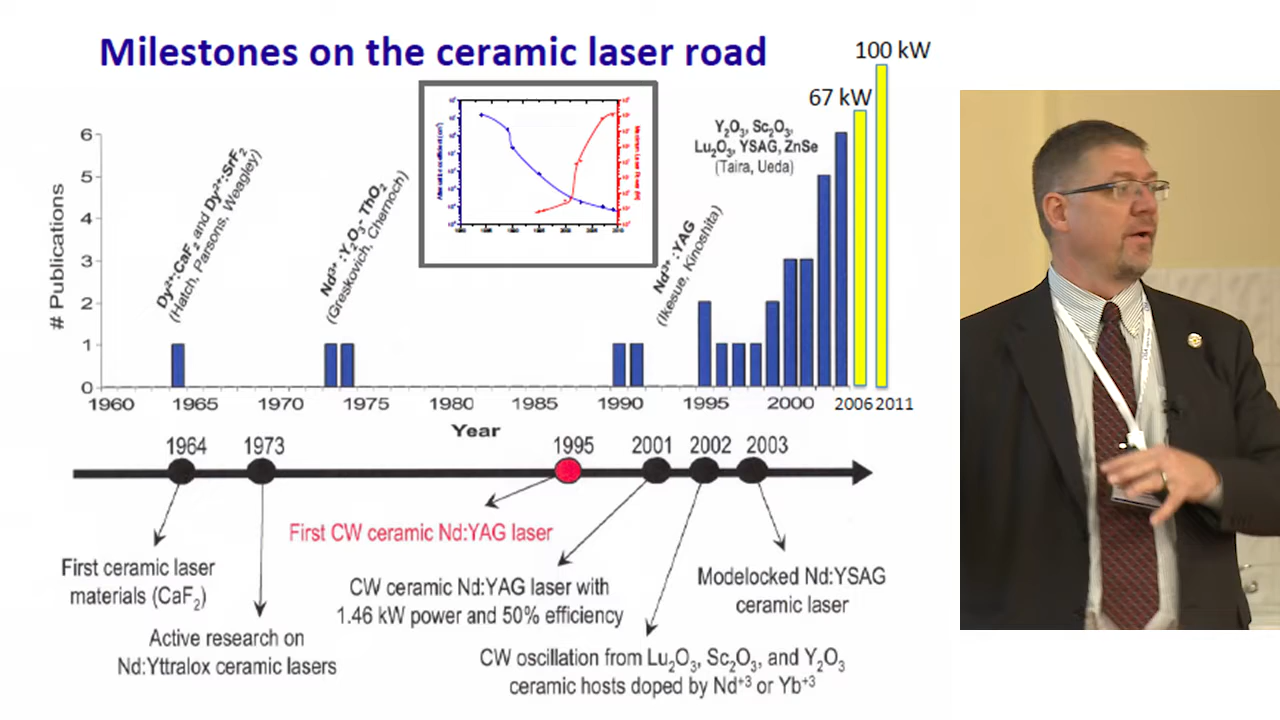 Milestones on the ceramic laser road
100 kW
67 kW
Y₂O₃, Sc₂O₃,
Lu₂O₃, YSAG, ZnSe
(Taira, Ueda)
# Publications
6
5
4
3
2
1
0
Dy²⁺:CaF₂ and Dy²⁺:SrF₂
(Hatch, Parsons, Weagley)
Nd³⁺:Y₂O₃-ThO₂
(Greskovich, Chernoch)
Nd³⁺:YAG
(Ikesue, Kinoshita)
1960 1965 1970 1975 1980 1985 1990 1995 2000 2006 2011
Year
1964 1973 1995 2001 2002 2003
First CW ceramic Nd:YAG laser
First ceramic laser
materials (CaF₂)
CW ceramic Nd:YAG laser with
1.46 kW power and 50% efficiency
Modelocked Nd:YSAG
ceramic laser
Active research on
Nd:Yttralox ceramic lasers
CW oscillation from Lu₂O₃, Sc₂O₃, and Y₂O₃
ceramic hosts doped by Nd⁺³ or Yb⁺³